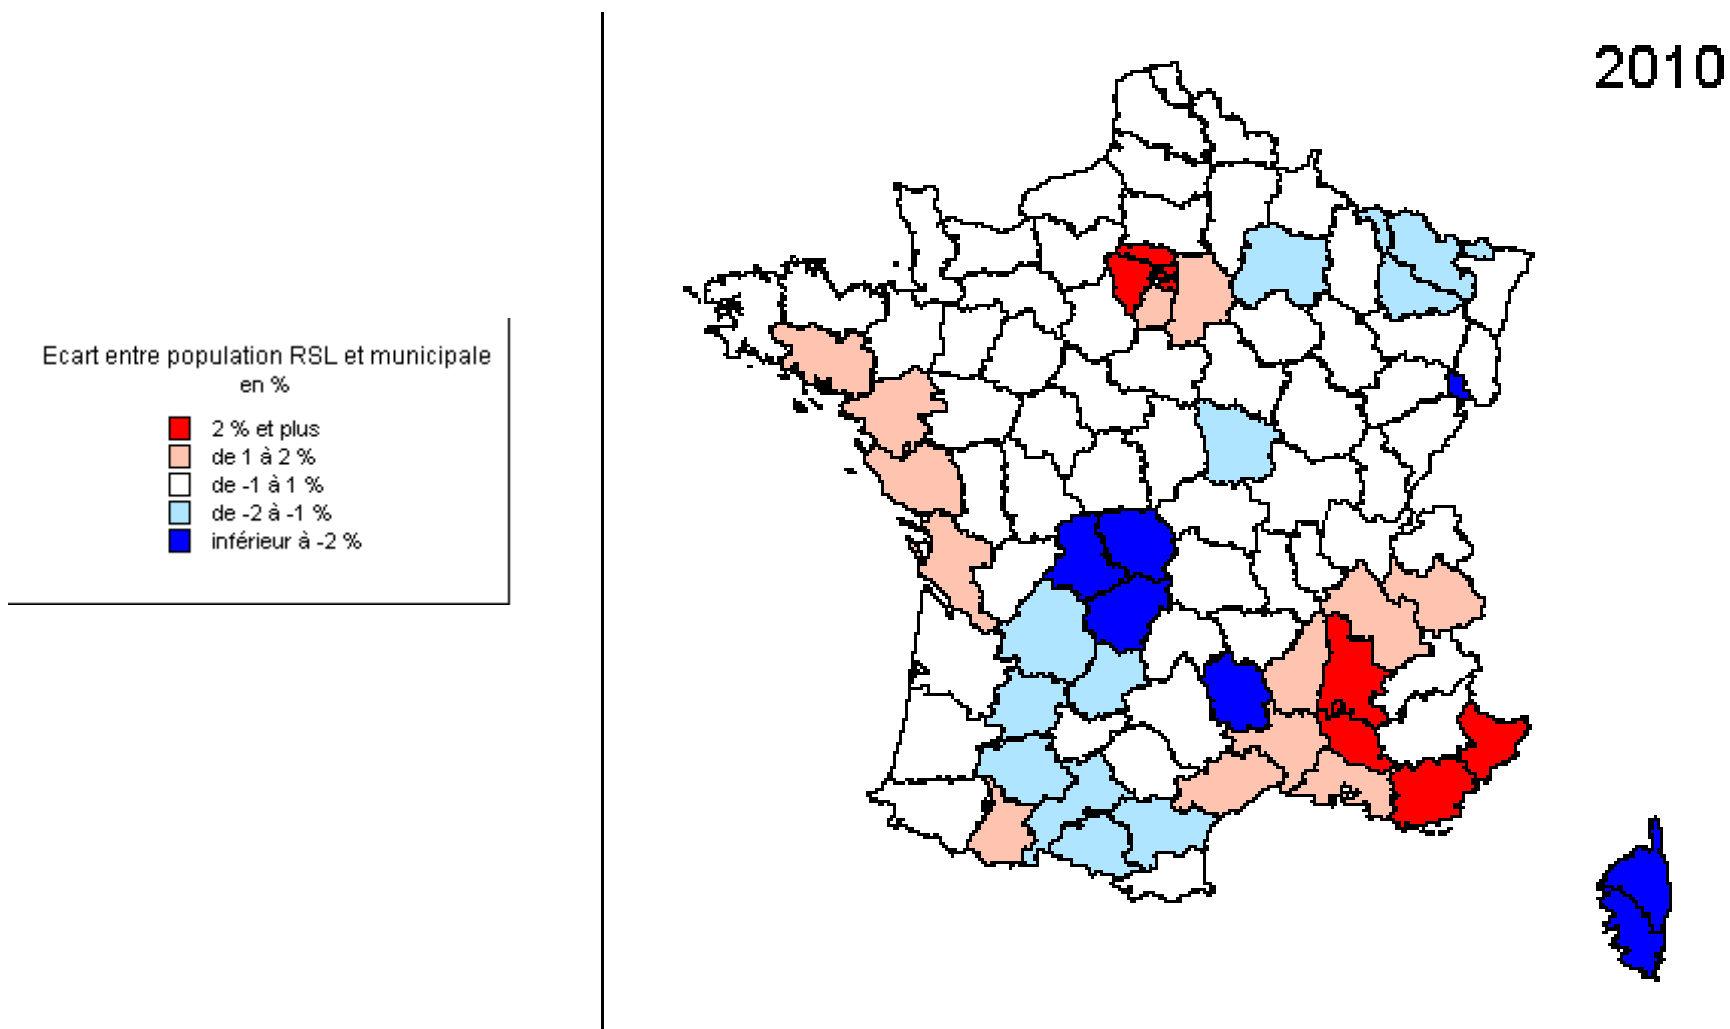 2010
Ecart entre population RSL et municipale
en %
2 % et plus
de 1 à 2 %
de -1 à 1 %
de -2 à -1 %
inférieur à -2 %